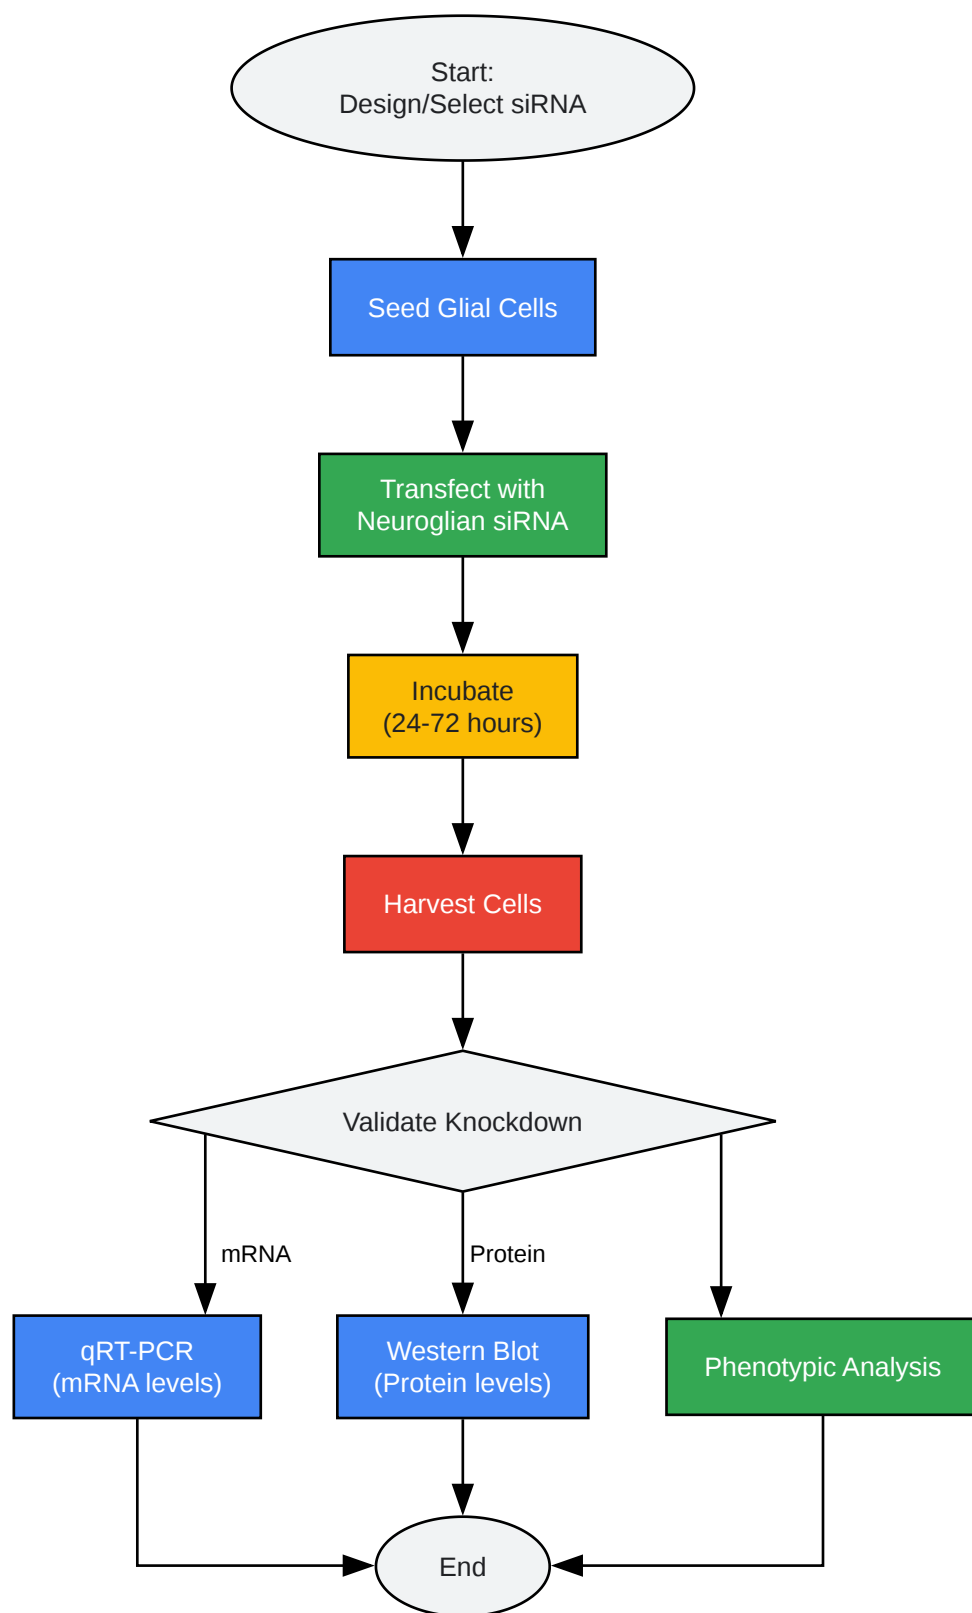 Start:
Design/Select siRNA
Seed Glial Cells
Transfect with
Neuroglian siRNA
Incubate
(24-72 hours)
Harvest Cells
Validate Knockdown
mRNA
Protein
qRT-PCR
(mRNA levels)
Western Blot
(Protein levels)
Phenotypic Analysis
End